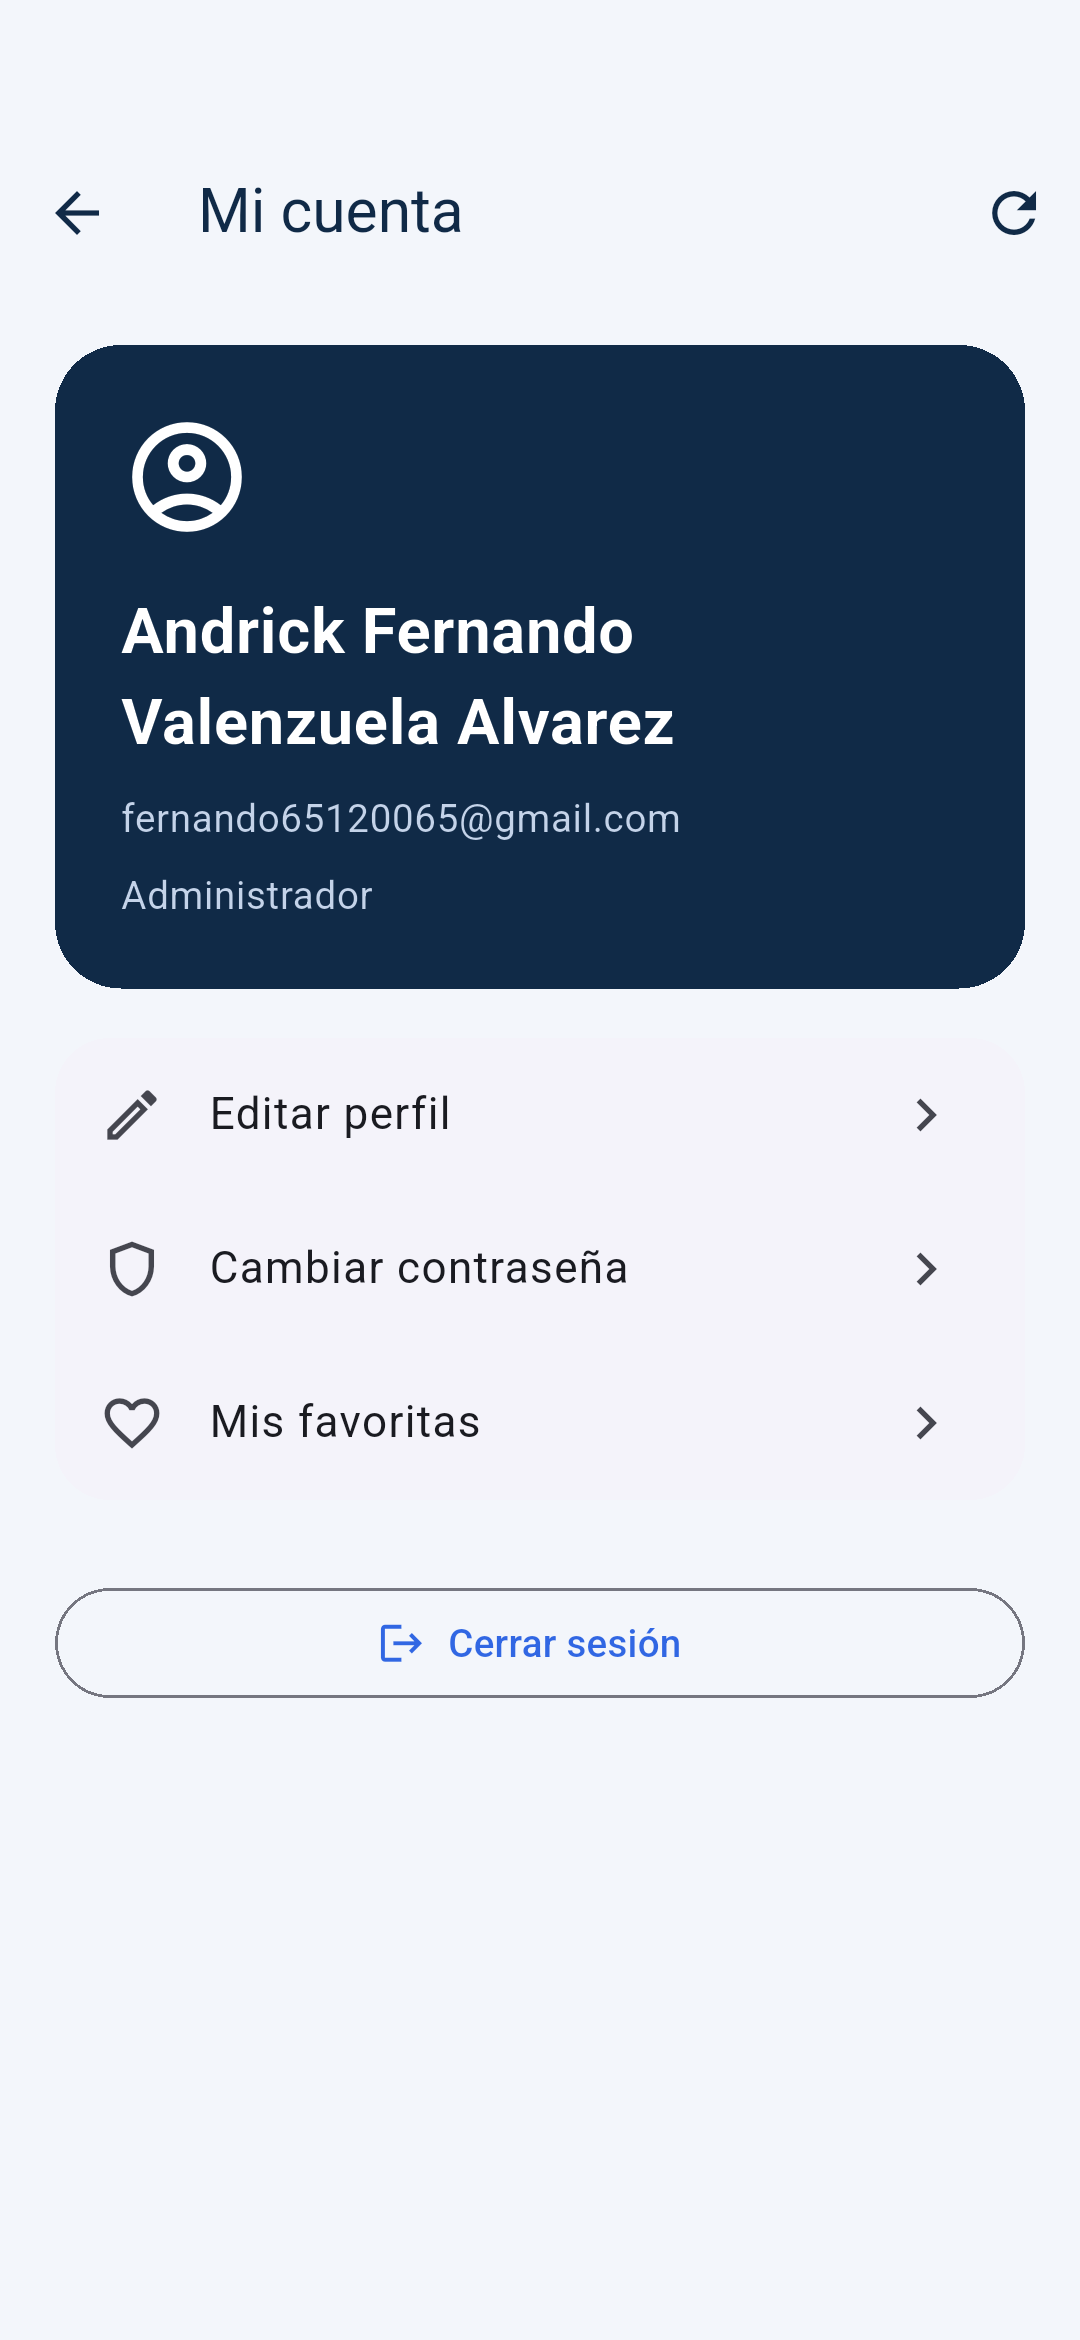 Mi cuenta
Andrick Fernando
Valenzuela Alvarez
fernando65120065@gmail.com
Administrador
Editar perfil
Cambiar contraseña
Mis favoritas
Cerrar sesión